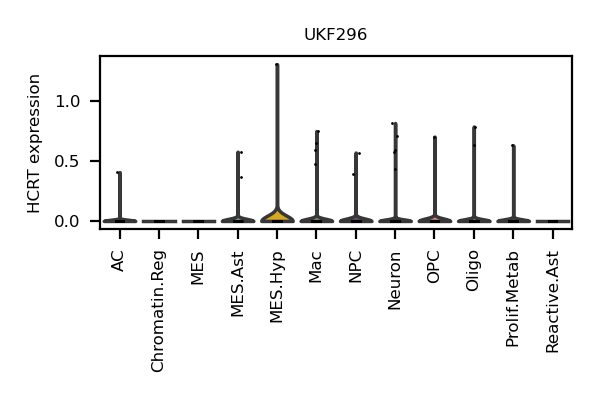 UKF296
HCRT expression
1.0
0.5
0.0
AC
Chromatin.Reg
MES
MES.Ast
MES.Hyp
Mac
NPC
Neuron
OPC
Oligo
Prolif.Metab
Reactive.Ast